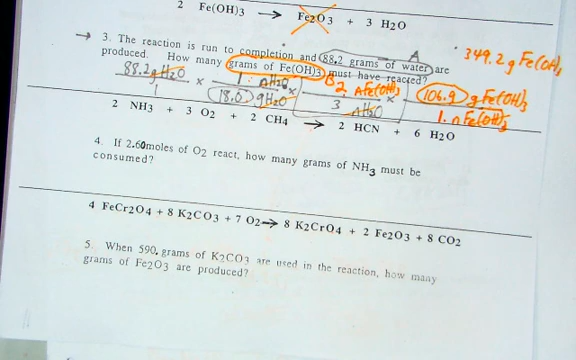 2 Fe(OH)3 → Fe2O3 + 3 H2O
→ 3. The reaction is run to completion and 88.2 grams of water are
produced. How many grams of Fe(OH)3 must have reacted?
349.2 g Fe(OH)3
88.2 g H2O × 1 n H2O × 2 n Fe(OH)3 × 106.9 g Fe(OH)3
1 18.0 g H2O 3 n H2O 1 n Fe(OH)3
2 NH3 + 3 O2 + 2 CH4 → 2 HCN + 6 H2O
4. If 2.60moles of O2 react, how many grams of NH3 must be
consumed?
4 FeCr2O4 + 8 K2CO3 + 7 O2→ 8 K2CrO4 + 2 Fe2O3 + 8 CO2
5. When 590. grams of K2CO3 are used in the reaction, how many
grams of Fe2O3 are produced?